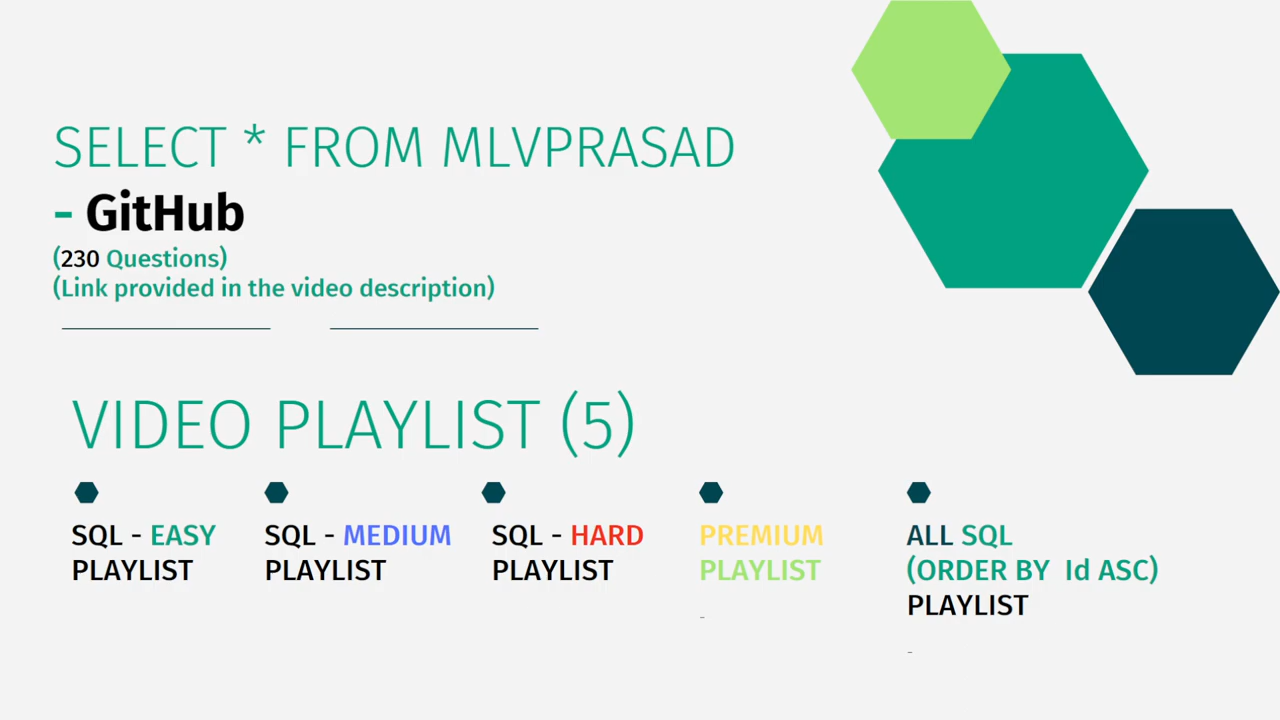 SELECT * FROM MLVPRASAD
- GitHub
(230 Questions)
(Link provided in the video description)
VIDEO PLAYLIST (5)
SQL - EASY
PLAYLIST
SQL - MEDIUM
PLAYLIST
SQL - HARD
PLAYLIST
PREMIUM
PLAYLIST
-
ALL SQL
(ORDER BY Id ASC)
PLAYLIST
-